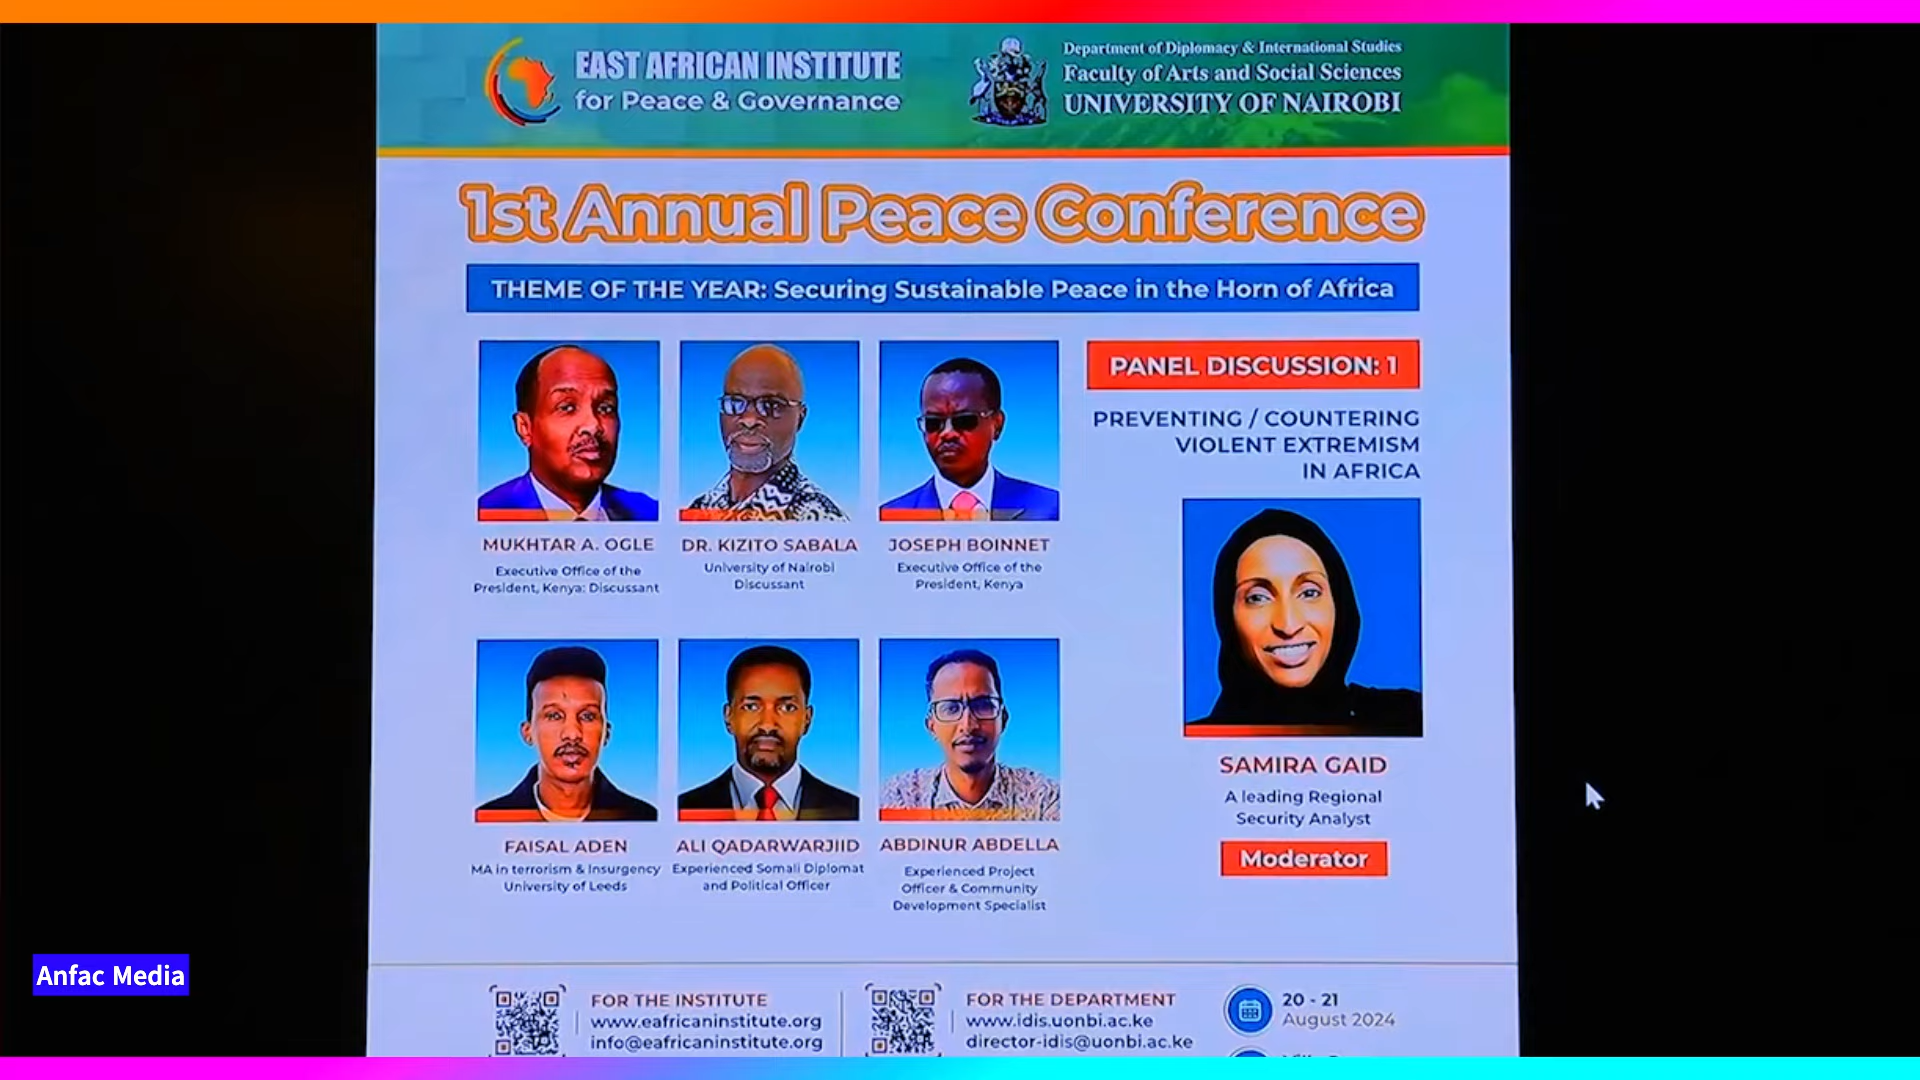 EAST AFRICAN INSTITUTE
for Peace & Governance
Department of Diplomacy & International Studies
Faculty of Arts and Social Sciences
UNIVERSITY OF NAIROBI
1st Annual Peace Conference
THEME OF THE YEAR: Securing Sustainable Peace in the Horn of Africa
MUKHTAR A. OGLE
Executive Office of the
President, Kenya: Discussant
DR. KIZITO SABALA
University of Nairobi
Discussant
JOSEPH BOINNET
Executive Office of the
President, Kenya
PANEL DISCUSSION: 1
PREVENTING / COUNTERING
VIOLENT EXTREMISM
IN AFRICA
FAISAL ADEN
MA in terrorism & Insurgency
University of Leeds
ALI QADARWARJIID
Experienced Somali Diplomat
and Political Officer
ABDINUR ABDELLA
Experienced Project
Officer & Community
Development Specialist
SAMIRA GAID
A leading Regional
Security Analyst
Moderator
Anfac Media
FOR THE INSTITUTE
www.eafricaninstitute.org
info@eafricaninstitute.org
FOR THE DEPARTMENT
www.idis.uonbi.ac.ke
director-idis@uonbi.ac.ke
20 - 21
August 2024